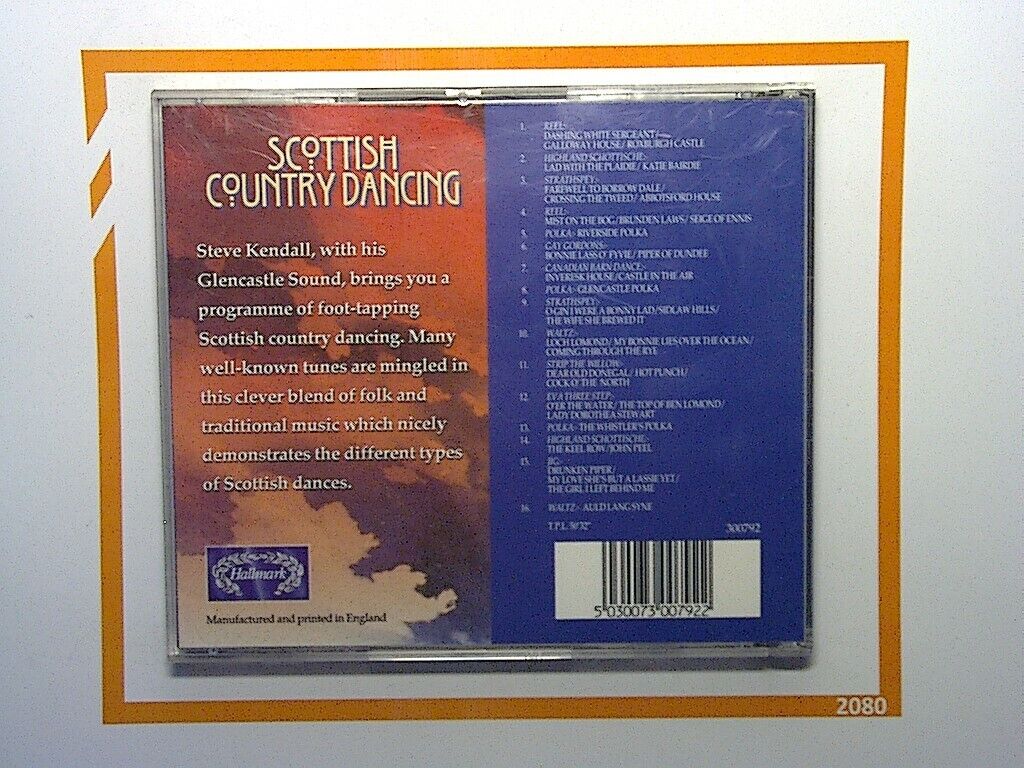 SCOTTISH
COUNTRY DANCING
Steve Kendall, with his
Glencastle Sound, brings you a
programme of foot-tapping
Scottish country dancing. Many
well-known tunes are mingled in
this clever blend of folk and
traditional music which nicely
demonstrates the different types
of Scottish dances.
Hallmark
Manufactured and printed in England
1. REEL:-
DASHING WHITE SERGEANT/
GALLOWAY HOUSE/ ROXBURGH CASTLE
2. HIGHLAND SCHOTTISCHE:-
LAD WITH THE PLAIDIE/ KATIE BAIRDIE
3. STRATHSPEY:-
FAREWELL TO BORROW DALE/
CROSSING THE TWEED/ ABBOTSFORD HOUSE
4. REEL:-
MIST ON THE BOG/BRUNDEN LAWS/ SEIGE OF ENNIS
5. POLKA:- RIVERSIDE POLKA
6. GAY GORDONS:-
BONNIE LASS O' FYVIE/ PIPER OF DUNDEE
7. CANADIAN BARN DANCE:-
INVERESK HOUSE/CASTLE IN THE AIR
8. POLKA:- GLENCASTLE POLKA
9. STRATHSPEY:-
O GIN I WERE A BONNY LAD/SIDLAW HILLS/
THE WIFE SHE BREWED IT
10. WALTZ:-
LOCH LOMOND/ MY BONNIE LIES OVER THE OCEAN/
COMING THROUGH THE RYE
11. STRIP THE WILLOW:-
DEAR OLD DONEGAL/ HOT PUNCH/
COCK O' THE NORTH
12. EVA THREE STEP:-
O'ER THE WATER/ THE TOP OF BEN LOMOND/
LADY DOROTHEA STEWART
13. POLKA:- THE WHISTLER'S POLKA
14. HIGHLAND SCHOTTISCHE:-
THE KEEL ROW/JOHN PEEL
15. JIG:-
DRUNKEN PIPER/
MY LOVE SHE'S BUT A LASSIE YET/
THE GIRL I LEFT BEHIND ME
16. WALTZ:- AULD LANG SYNE
T.P.L. 50'32" 300792
5 030073 007922
2080